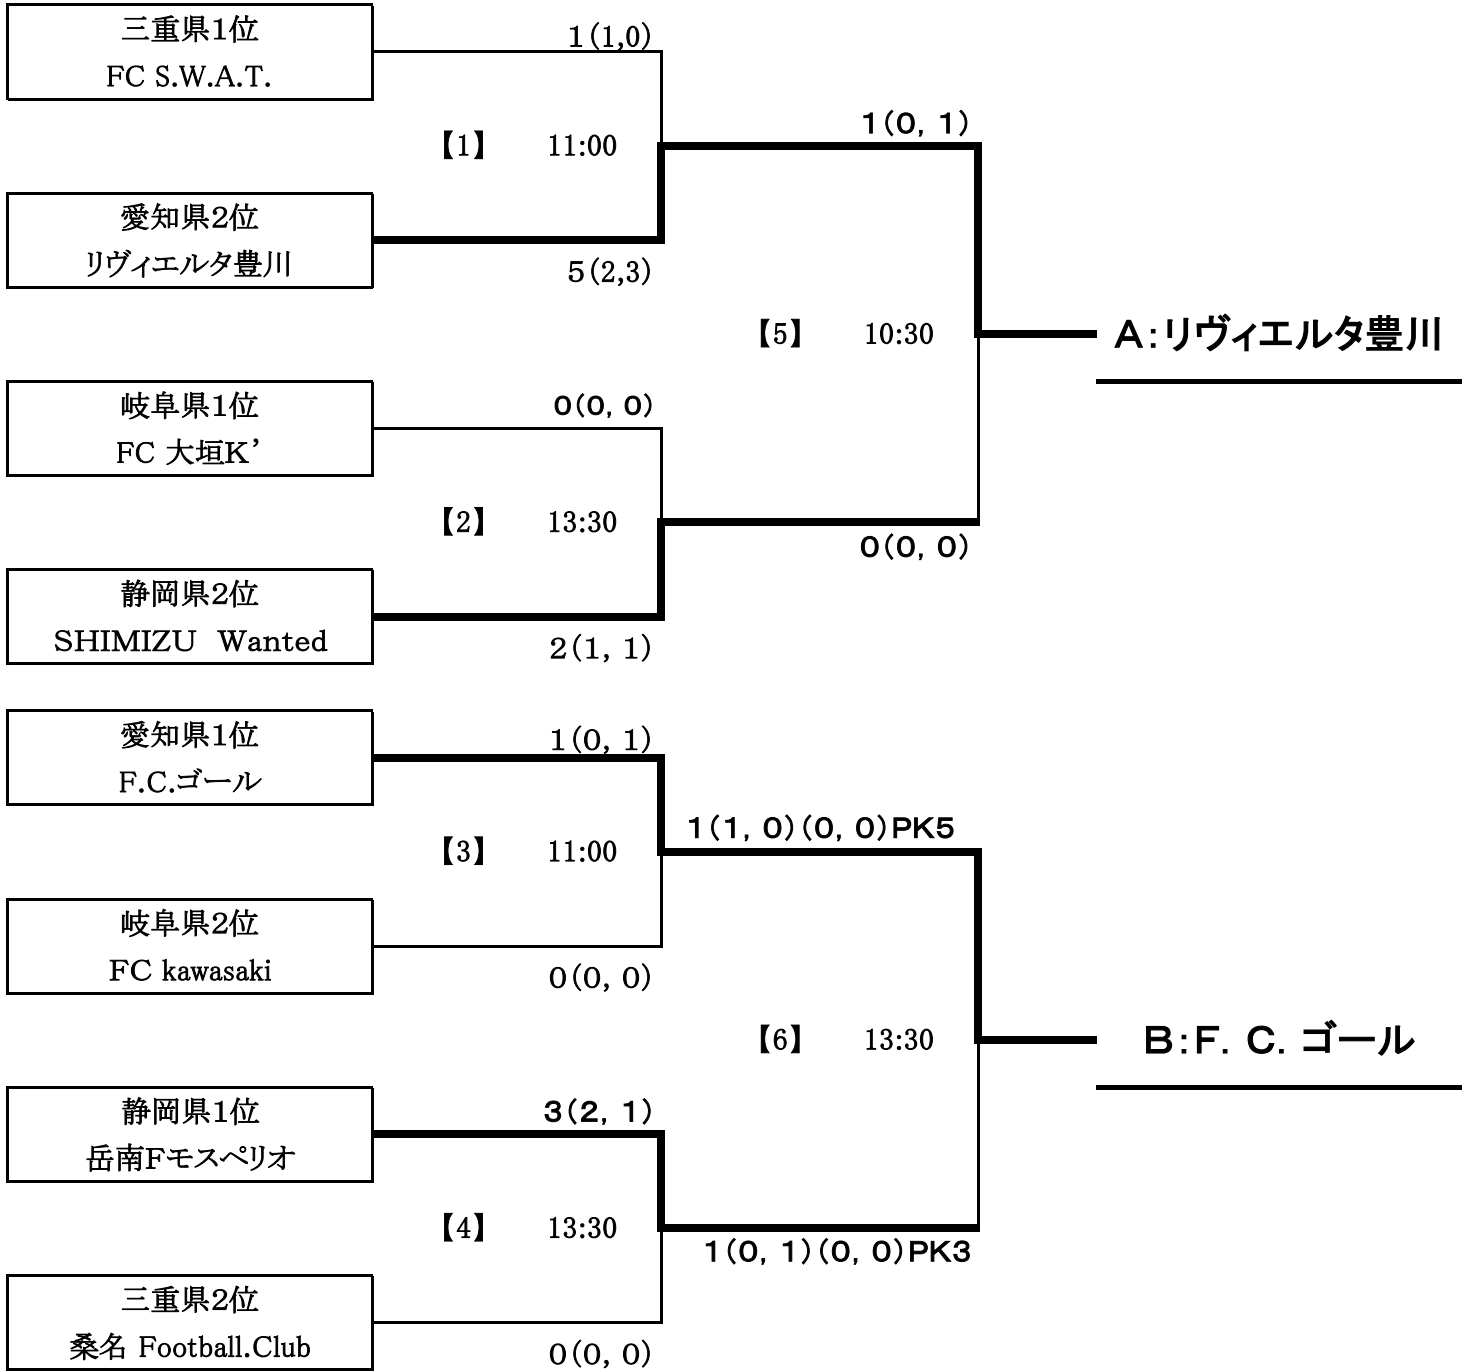 三重県1位
FC S.W.A.T.
1(1,0)
【1】 11:00
1(0, 1)
愛知県2位
リヴィエルタ豊川
5(2,3)
【5】 10:30
A:リヴィエルタ豊川
岐阜県1位
FC 大垣K’
0(0, 0)
【2】 13:30
0(0, 0)
静岡県2位
SHIMIZU Wanted
2(1, 1)
愛知県1位
F.C.ゴール
1(0, 1)
【3】 11:00
1(1, 0)(0, 0)PK5
岐阜県2位
FC kawasaki
0(0, 0)
【6】 13:30
B:F. C. ゴール
静岡県1位
岳南Fモスペリオ
3(2, 1)
【4】 13:30
1(0, 1)(0, 0)PK3
三重県2位
桑名 Football.Club
0(0, 0)